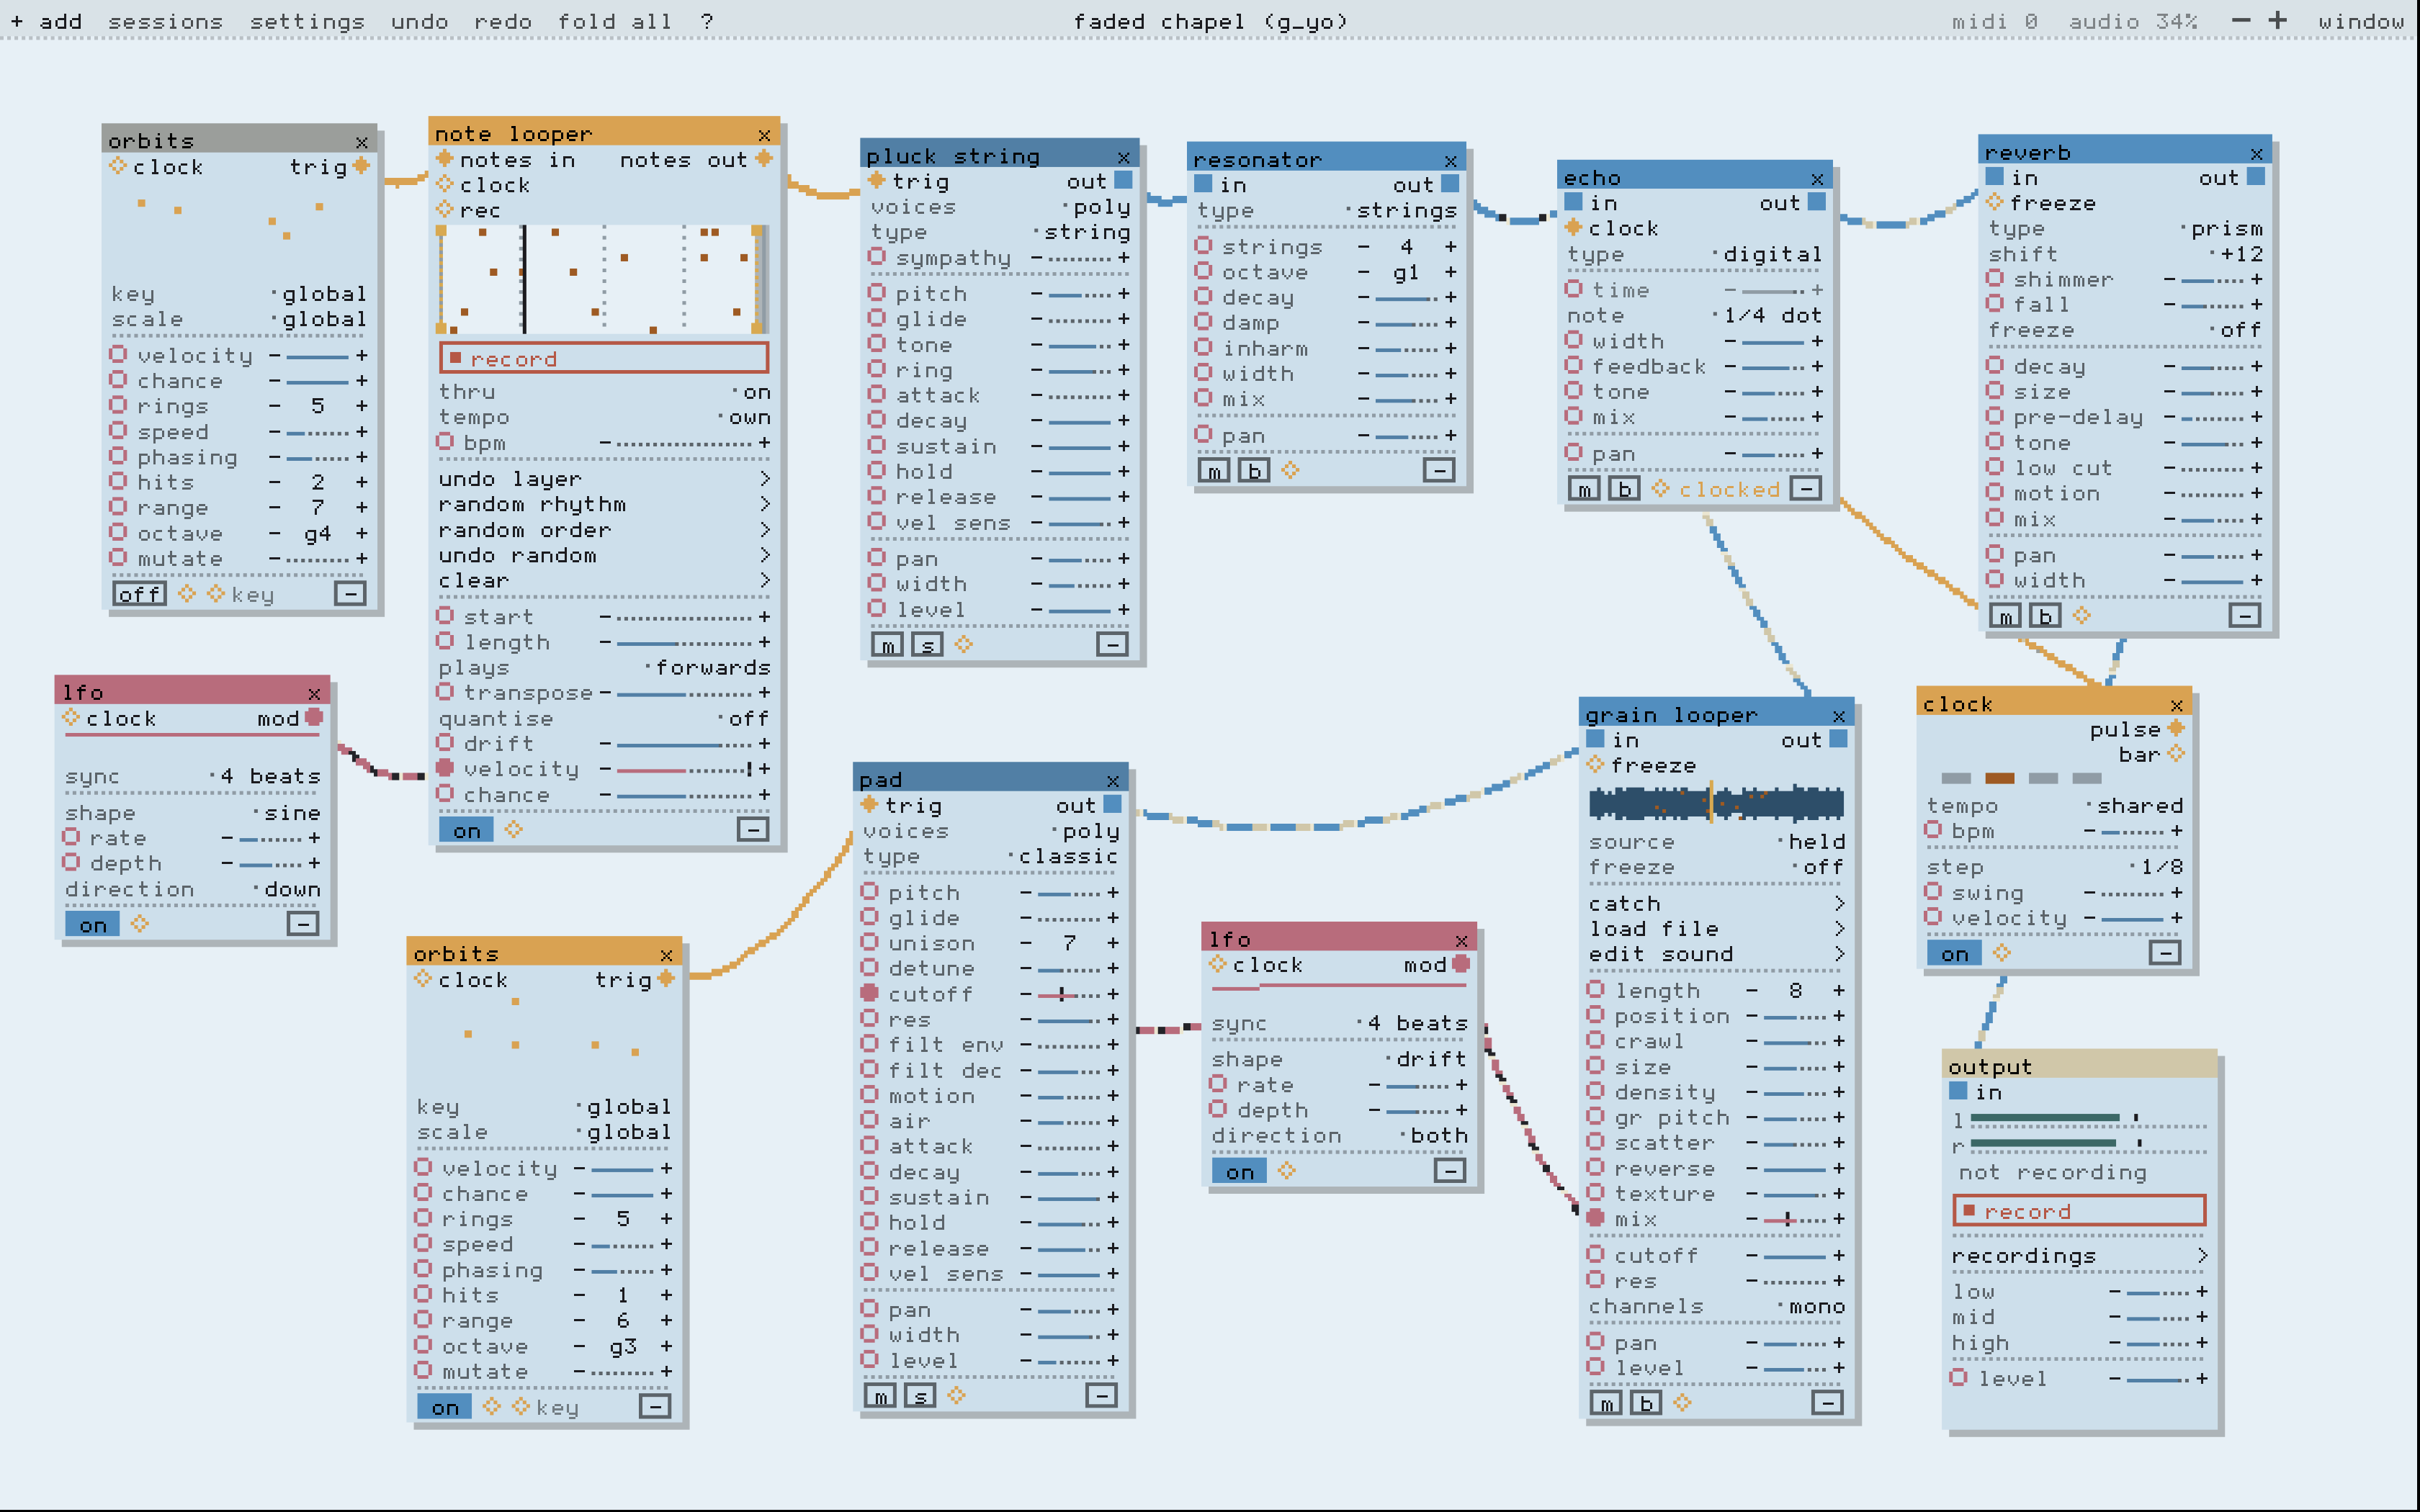 + add sessions settings undo redo fold all ? faded chapel (g_yo) midi 0 audio 34% − + window
orbits x
clock trig
key ·global
scale ·global
velocity - +
chance - +
rings - 5 +
speed - +
phasing - +
hits - 2 +
range - 7 +
octave - g4 +
mutate - +
off key -
note looper x
notes in notes out
clock
rec
record
thru ·on
tempo ·own
bpm - +
undo layer >
random rhythm >
random order >
undo random >
clear >
start - +
length - +
plays ·forwards
transpose - +
quantise ·off
drift - +
velocity - +
chance - +
on -
pluck string x
trig out
voices ·poly
type ·string
sympathy - +
pitch - +
glide - +
tone - +
ring - +
attack - +
decay - +
sustain - +
hold - +
release - +
vel sens - +
pan - +
width - +
level - +
m s -
resonator x
in out
type ·strings
strings - 4 +
octave - g1 +
decay - +
damp - +
inharm - +
width - +
mix - +
pan - +
m b -
echo x
in out
clock
type ·digital
time - +
note ·1/4 dot
width - +
feedback - +
tone - +
mix - +
pan - +
m b clocked -
reverb x
in out
freeze
type ·prism
shift ·+12
shimmer - +
fall - +
freeze ·off
decay - +
size - +
pre-delay - +
tone - +
low cut - +
motion - +
mix - +
pan - +
width - +
m b -
lfo x
clock mod
sync ·4 beats
shape ·sine
rate - +
depth - +
direction ·down
on -
orbits x
clock trig
key ·global
scale ·global
velocity - +
chance - +
rings - 5 +
speed - +
phasing - +
hits - 1 +
range - 6 +
octave - g3 +
mutate - +
on key -
pad x
trig out
voices ·poly
type ·classic
pitch - +
glide - +
unison - 7 +
detune - +
cutoff - +
res - +
filt env - +
filt dec - +
motion - +
air - +
attack - +
decay - +
sustain - +
hold - +
release - +
vel sens - +
pan - +
width - +
level - +
m s -
lfo x
clock mod
sync ·4 beats
shape ·drift
rate - +
depth - +
direction ·both
on -
grain looper x
in out
freeze
source ·held
freeze ·off
catch >
load file >
edit sound >
length - 8 +
position - +
crawl - +
size - +
density - +
gr pitch - +
scatter - +
reverse - +
texture - +
mix - +
cutoff - +
res - +
channels ·mono
pan - +
level - +
m b -
clock x
pulse
bar
tempo ·shared
bpm - +
step ·1/8
swing - +
velocity - +
on -
output
in
l
r
not recording
record
recordings >
low - +
mid - +
high - +
level - +